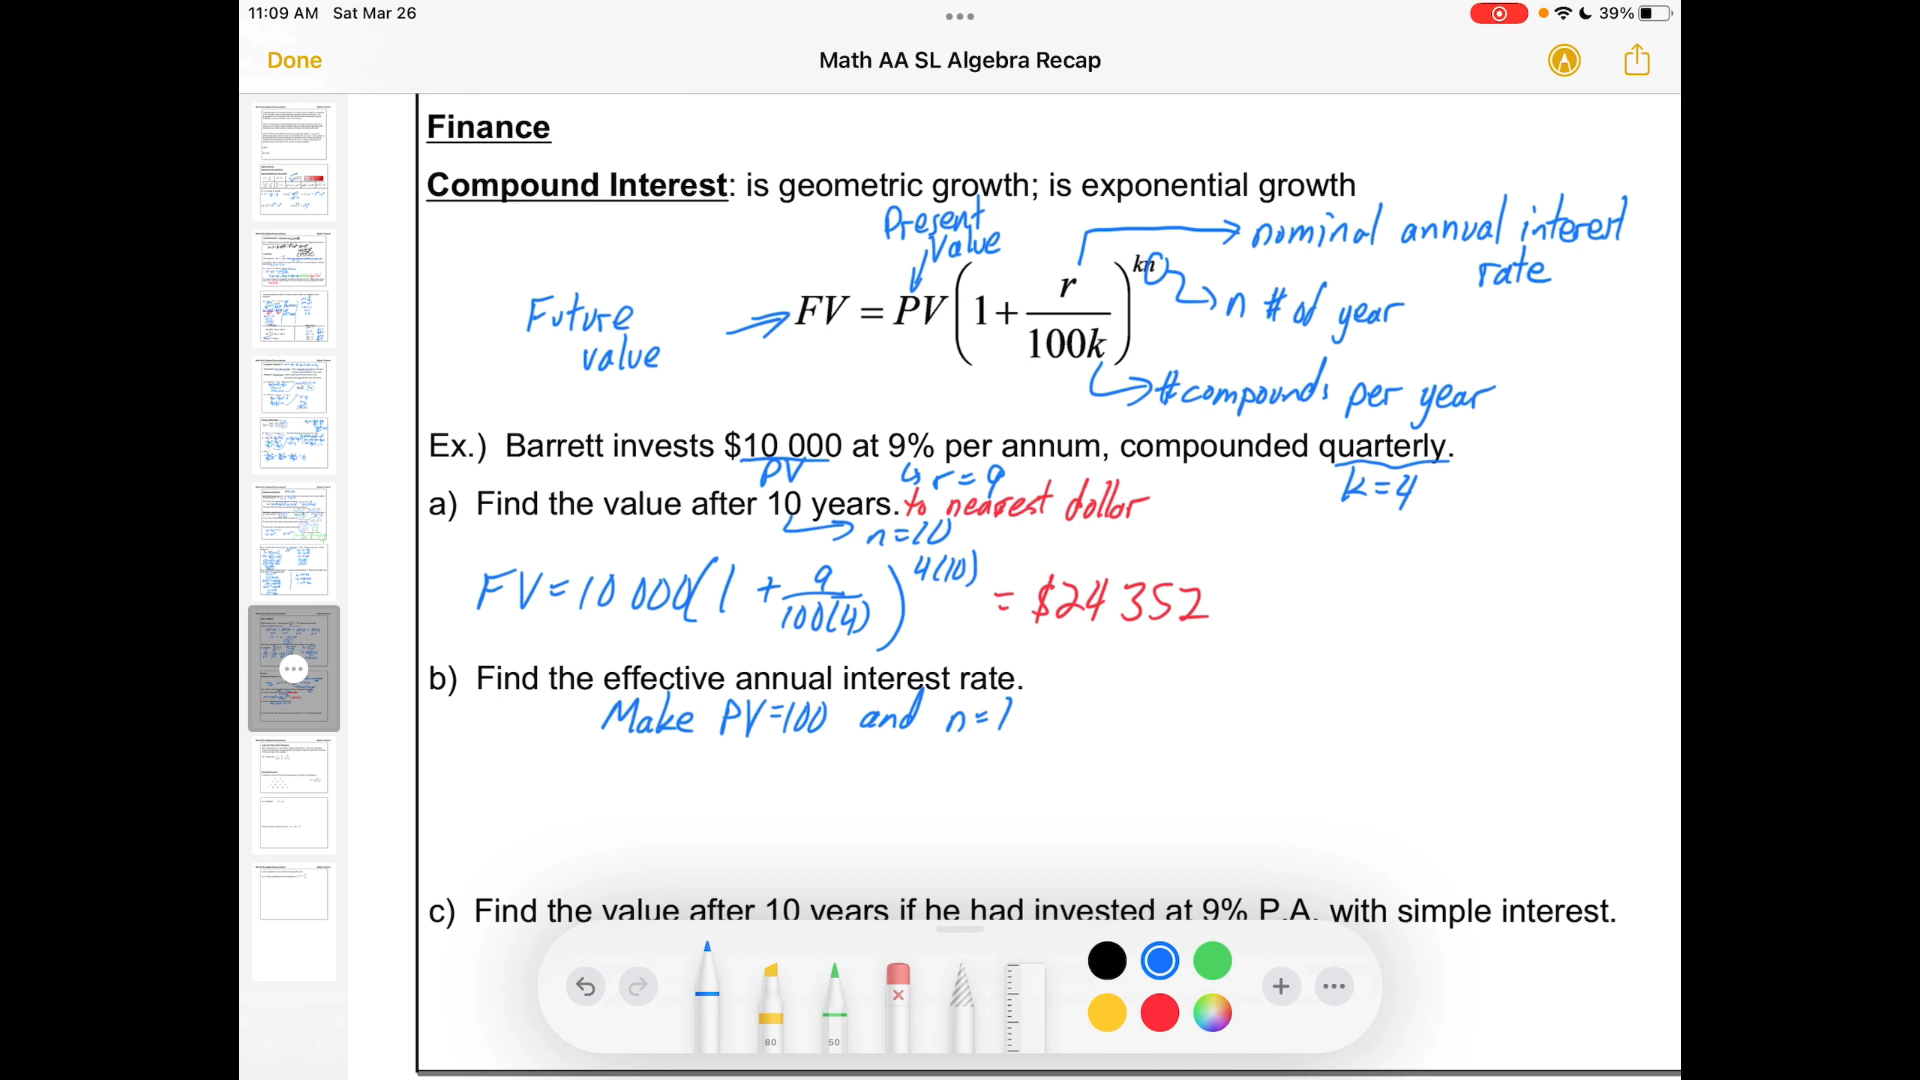 11:09 AM Sat Mar 26
39%
Done
Math AA SL Algebra Recap
Finance
Compound Interest: is geometric growth; is exponential growth
Present
Value
nominal annual interest
rate
Future
value
FV = PV(1 + r/100k)^kn
n # of year
# compounds per year
Ex.) Barrett invests $10 000 at 9% per annum, compounded quarterly.
PV
r = 9
k = 4
a) Find the value after 10 years. to nearest dollar
n = 10
FV = 10 000(1 + 9/100(4))^4(10) = $24 352
b) Find the effective annual interest rate.
Make PV = 100 and n = 1
c) Find the value after 10 years if he had invested at 9% P.A. with simple interest.
80
50